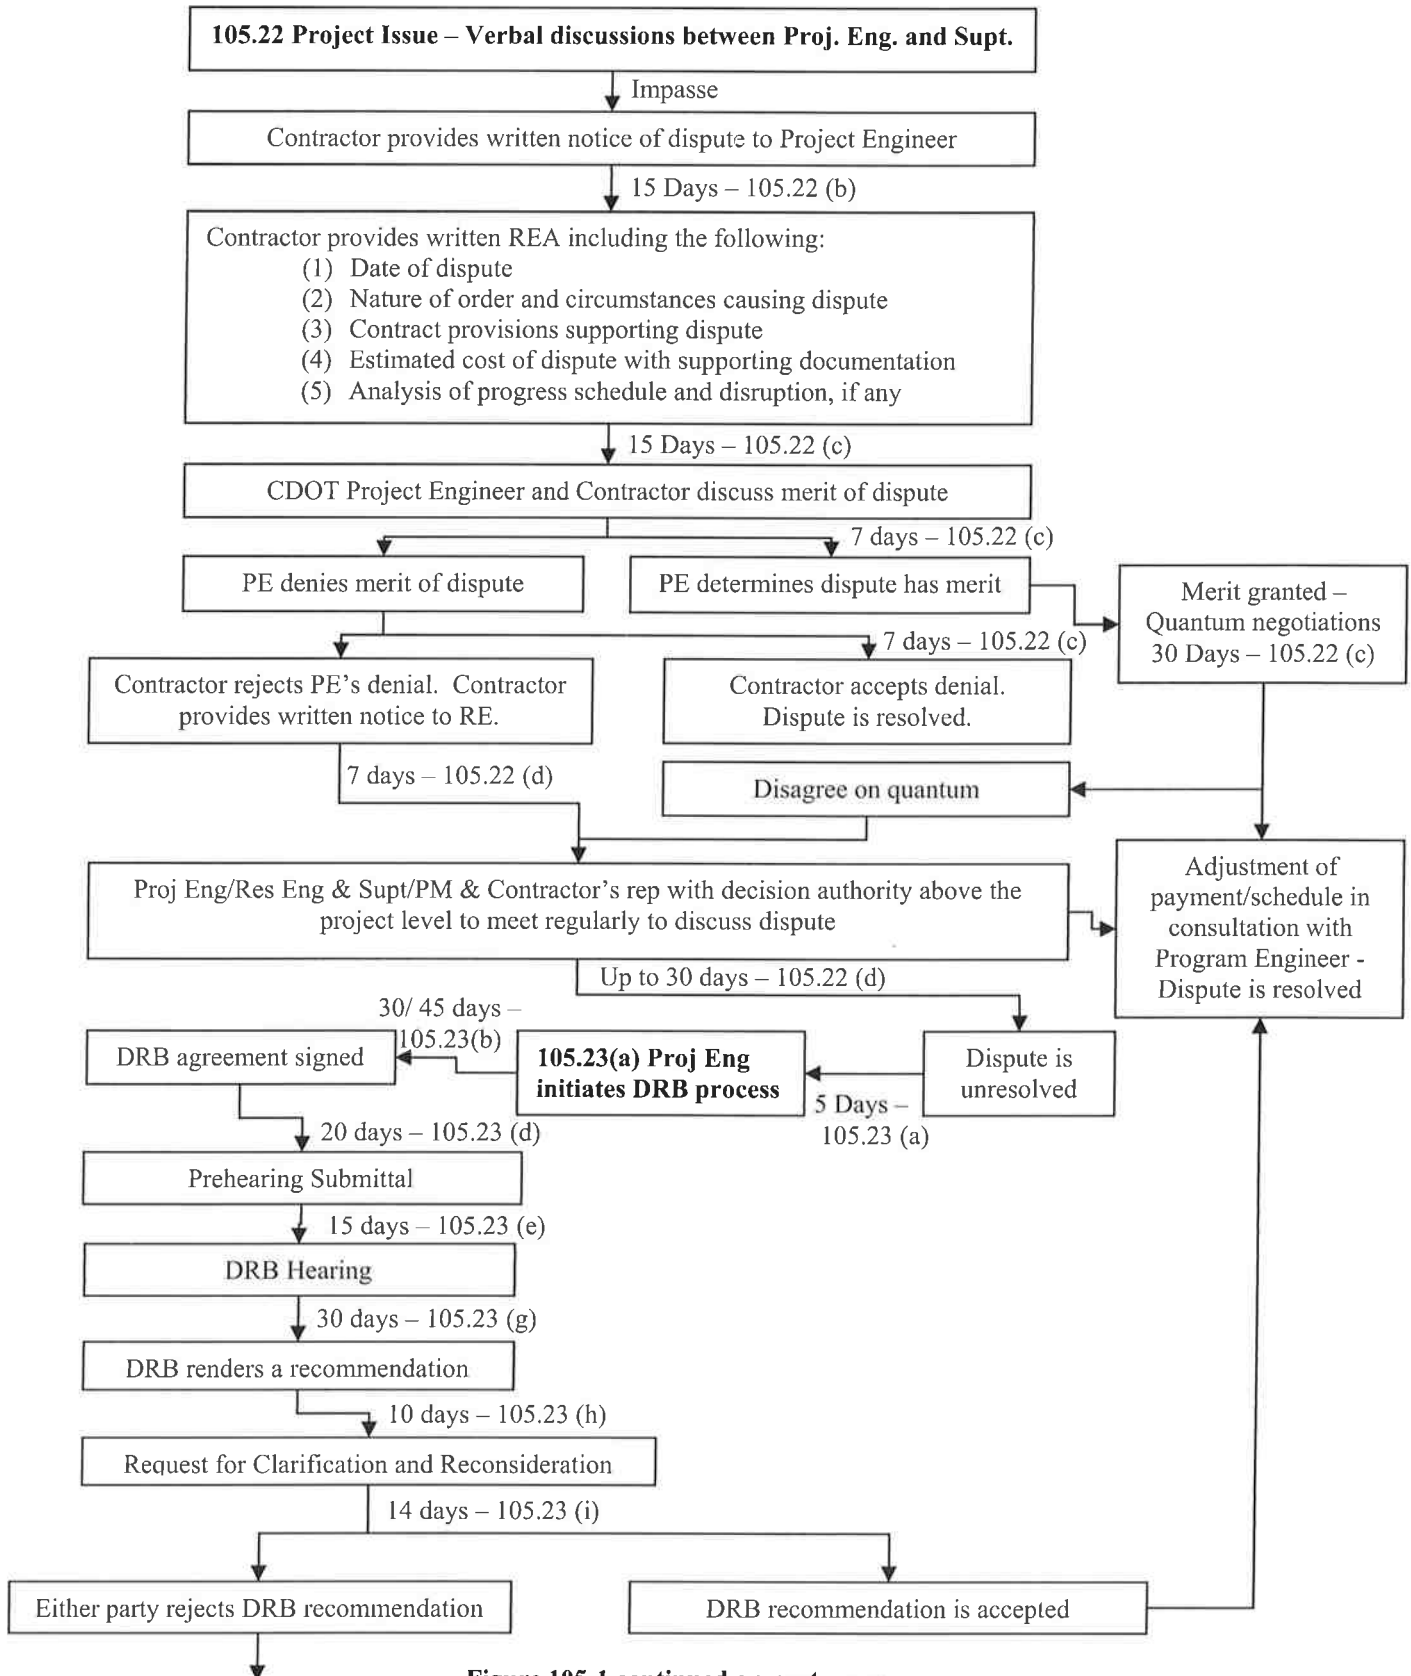 105.22 Project Issue – Verbal discussions between Proj. Eng. and Supt.
Impasse
Contractor provides written notice of dispute to Project Engineer
15 Days – 105.22 (b)
Contractor provides written REA including the following:
(1) Date of dispute
(2) Nature of order and circumstances causing dispute
(3) Contract provisions supporting dispute
(4) Estimated cost of dispute with supporting documentation
(5) Analysis of progress schedule and disruption, if any
15 Days – 105.22 (c)
CDOT Project Engineer and Contractor discuss merit of dispute
7 days – 105.22 (c)
PE denies merit of dispute
PE determines dispute has merit
Merit granted –
Quantum negotiations
30 Days – 105.22 (c)
7 days – 105.22 (c)
Contractor rejects PE's denial. Contractor
provides written notice to RE.
Contractor accepts denial.
Dispute is resolved.
7 days – 105.22 (d)
Disagree on quantum
Proj Eng/Res Eng & Supt/PM & Contractor's rep with decision authority above the
project level to meet regularly to discuss dispute
Adjustment of
payment/schedule in
consultation with
Program Engineer -
Dispute is resolved
Up to 30 days – 105.22 (d)
30/ 45 days –
105.23(b)
DRB agreement signed
105.23(a) Proj Eng
initiates DRB process
Dispute is
unresolved
5 Days –
105.23 (a)
20 days – 105.23 (d)
Prehearing Submittal
15 days – 105.23 (e)
DRB Hearing
30 days – 105.23 (g)
DRB renders a recommendation
10 days – 105.23 (h)
Request for Clarification and Reconsideration
14 days – 105.23 (i)
Either party rejects DRB recommendation
DRB recommendation is accepted
Figure 105-1 continued